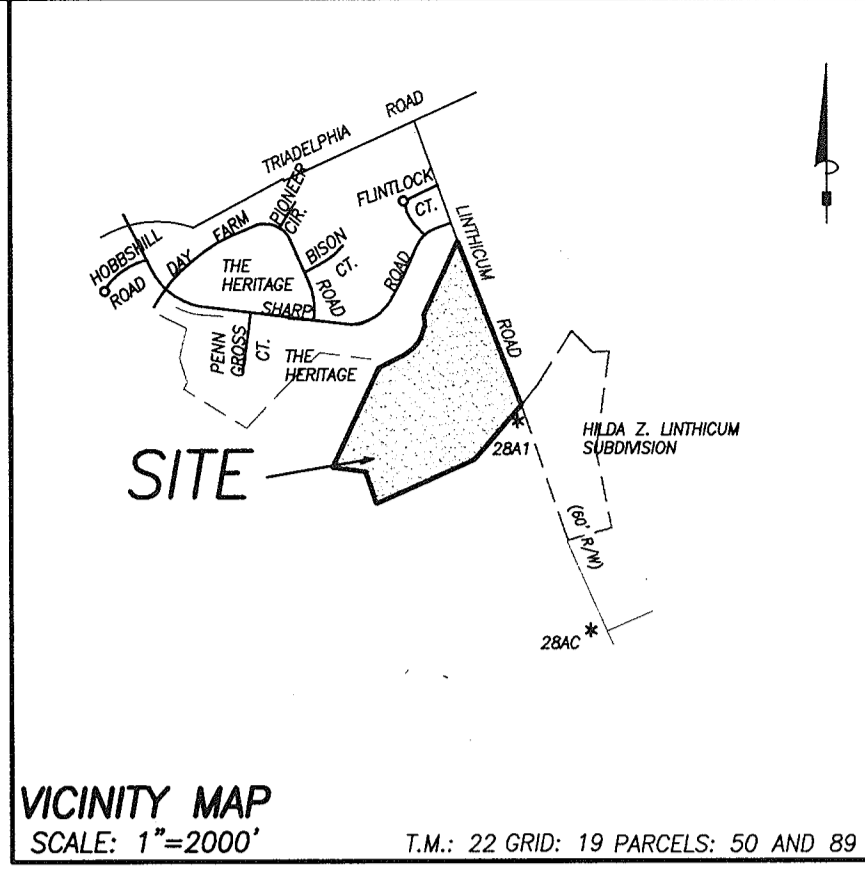 TRIADELPHIA ROAD
PIONEER
CIR.
FLINTLOCK
CT.
LINTHICUM
ROAD
HOBBSHILL
ROAD
DAY FARM
ROAD
BISON
CT.
THE
HERITAGE
SHARP
ROAD
PENN
GROSS
CT.
THE
HERITAGE
SITE
28A1
HILDA Z. LINTHICUM
SUBDIVISION
(60' R/W)
28AC
VICINITY MAP
SCALE: 1"=2000'
T.M.: 22 GRID: 19 PARCELS: 50 AND 89